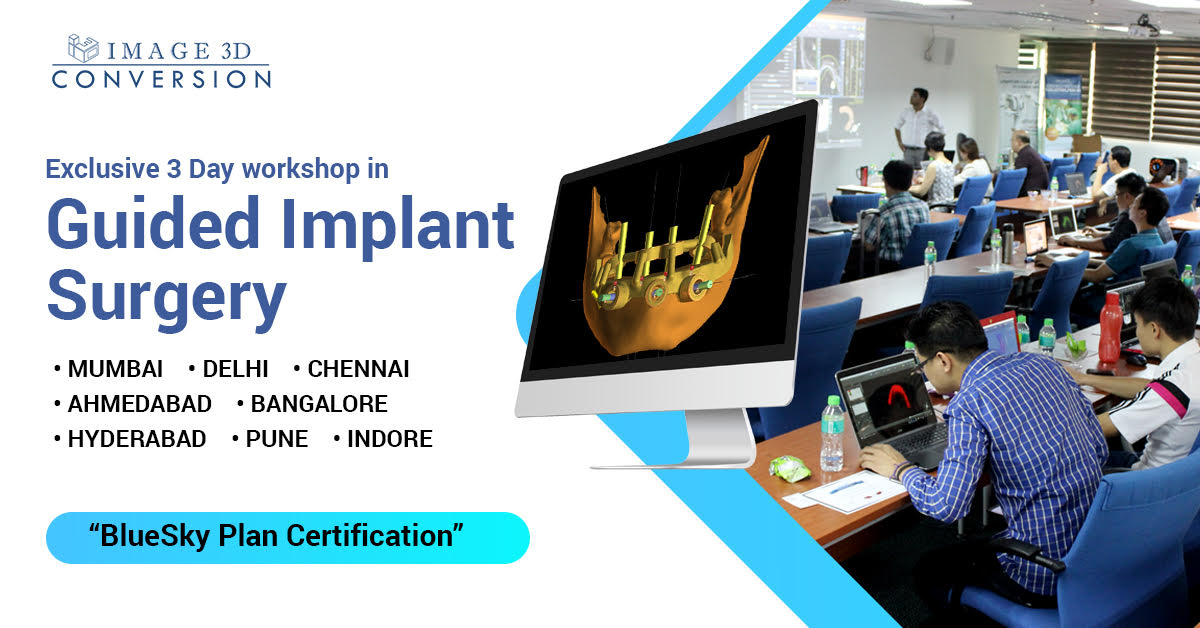 IMAGE 3D
CONVERSION
Exclusive 3 Day workshop in
Guided Implant
Surgery
• MUMBAI • DELHI • CHENNAI
• AHMEDABAD • BANGALORE
• HYDERABAD • PUNE • INDORE
“BlueSky Plan Certification”